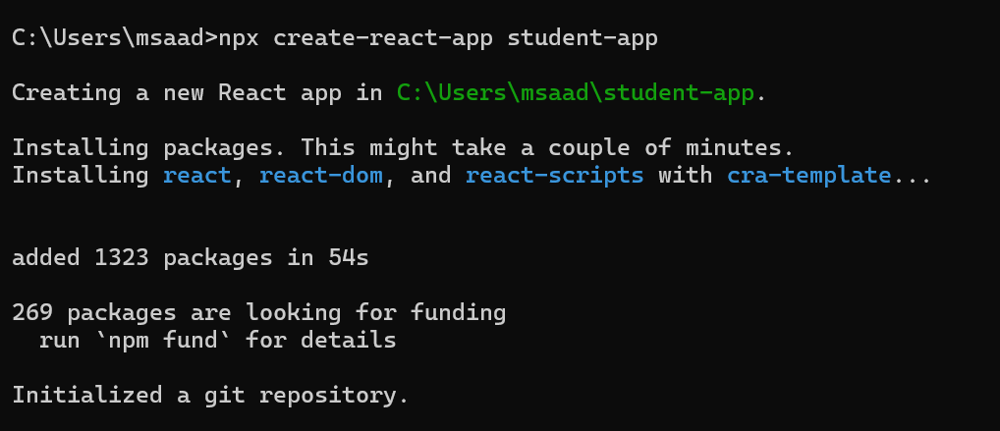 C:\Users\msaad>npx create-react-app student-app
Creating a new React app in C:\Users\msaad\student-app.
Installing packages. This might take a couple of minutes.
Installing react, react-dom, and react-scripts with cra-template...
added 1323 packages in 54s
269 packages are looking for funding
  run `npm fund` for details
Initialized a git repository.